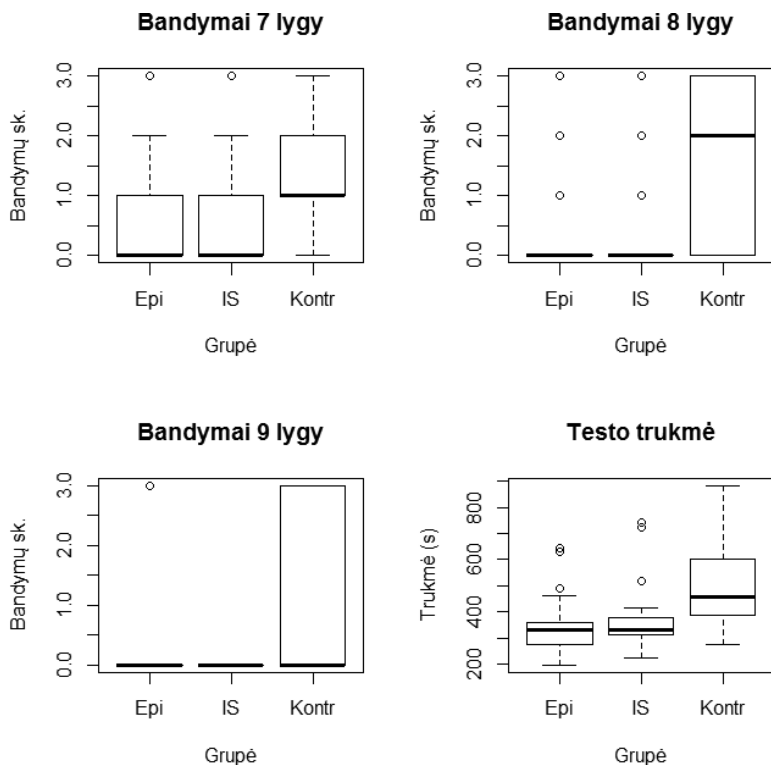 Bandymai 7 lygy
Bandymų sk.
3.0
2.0
1.0
0.0
Epi IS Kontr
Grupė
Bandymai 8 lygy
Bandymų sk.
3.0
2.0
1.0
0.0
Epi IS Kontr
Grupė
Bandymai 9 lygy
Bandymų sk.
3.0
2.0
1.0
0.0
Epi IS Kontr
Grupė
Testo trukmė
Trukmė (s)
800
600
400
200
Epi IS Kontr
Grupė